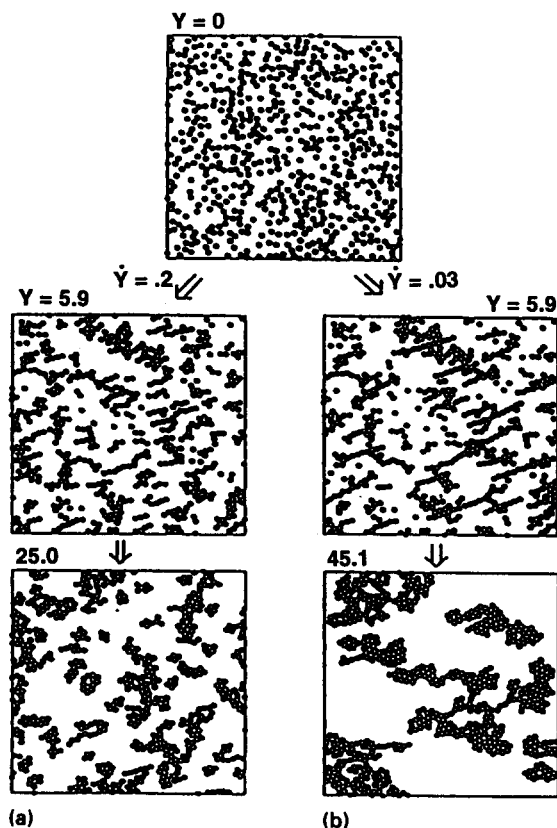 Y = 0
Ẏ = .2
Ẏ = .03
Y = 5.9
Y = 5.9
25.0
45.1
(a)
(b)